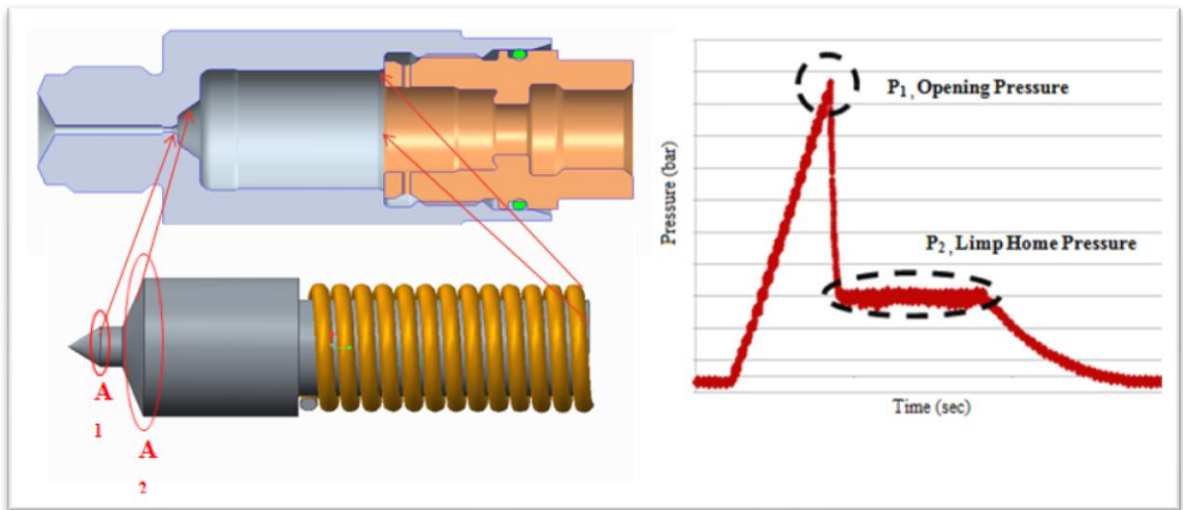 A
1
A
2
P1, Opening Pressure
P2, Limp Home Pressure
Pressure (bar)
Time (sec)